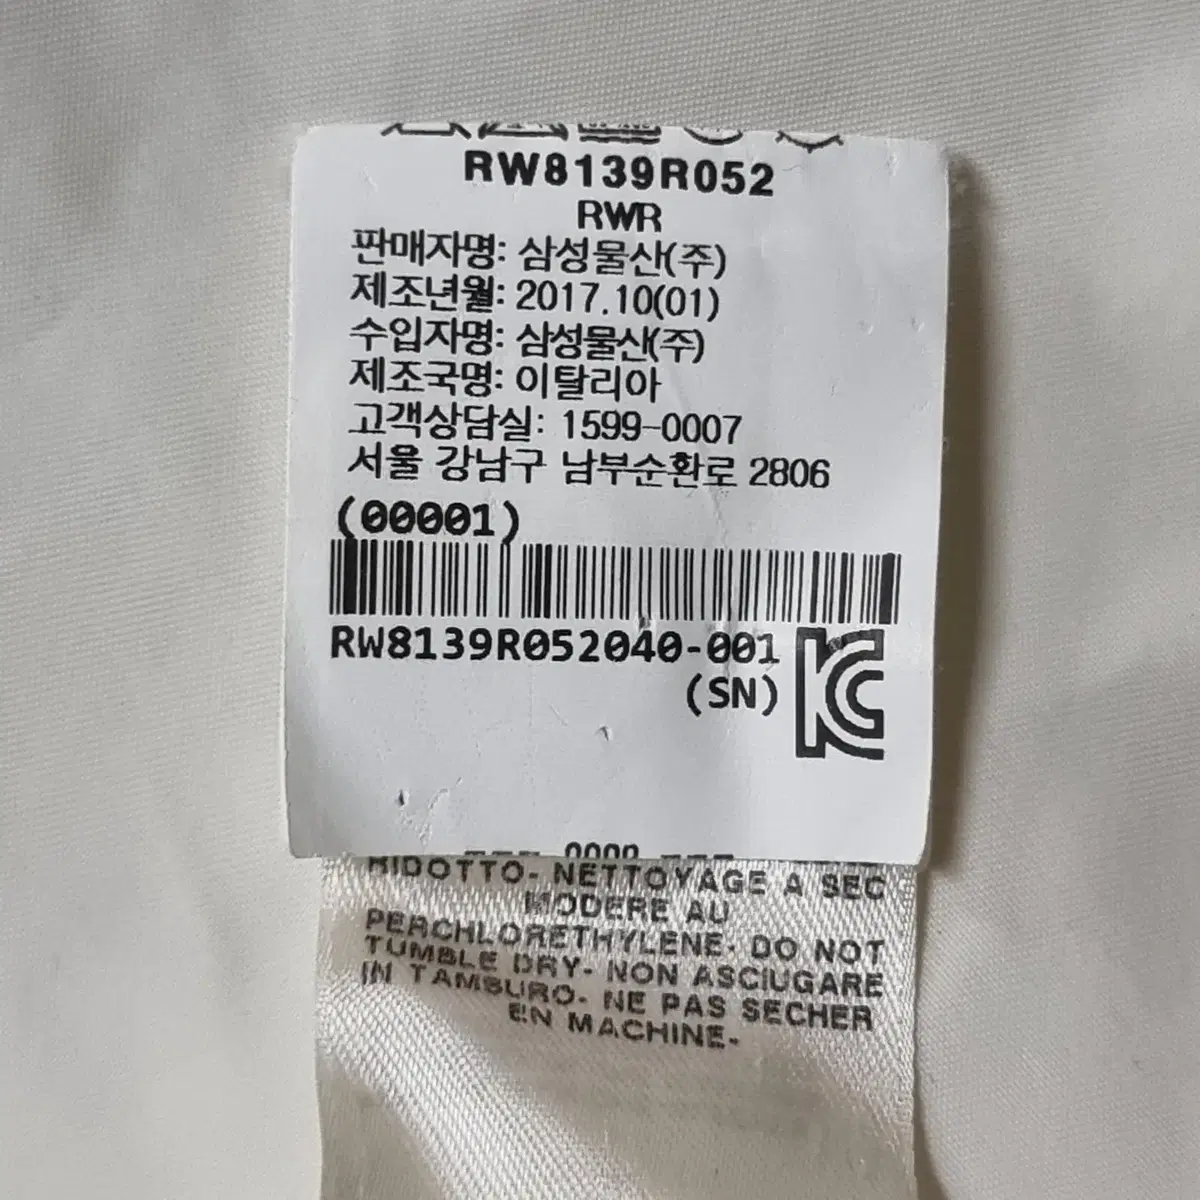 RW8139R052
RWR
판매자명: 삼성물산(주)
제조년월: 2017.10(01)
수입자명: 삼성물산(주)
제조국명: 이탈리아
고객상담실: 1599-0007
서울 강남구 남부순환로 2806
(00001)
RW8139R052040-001
(SN)
KC
RIDOTTO- NETTOYAGE A SEC
MODERE AU
PERCHLORETHYLENE- DO NOT
TUMBLE DRY- NON ASCIUGARE
IN TAMBURO- NE PAS SECHER
EN MACHINE-